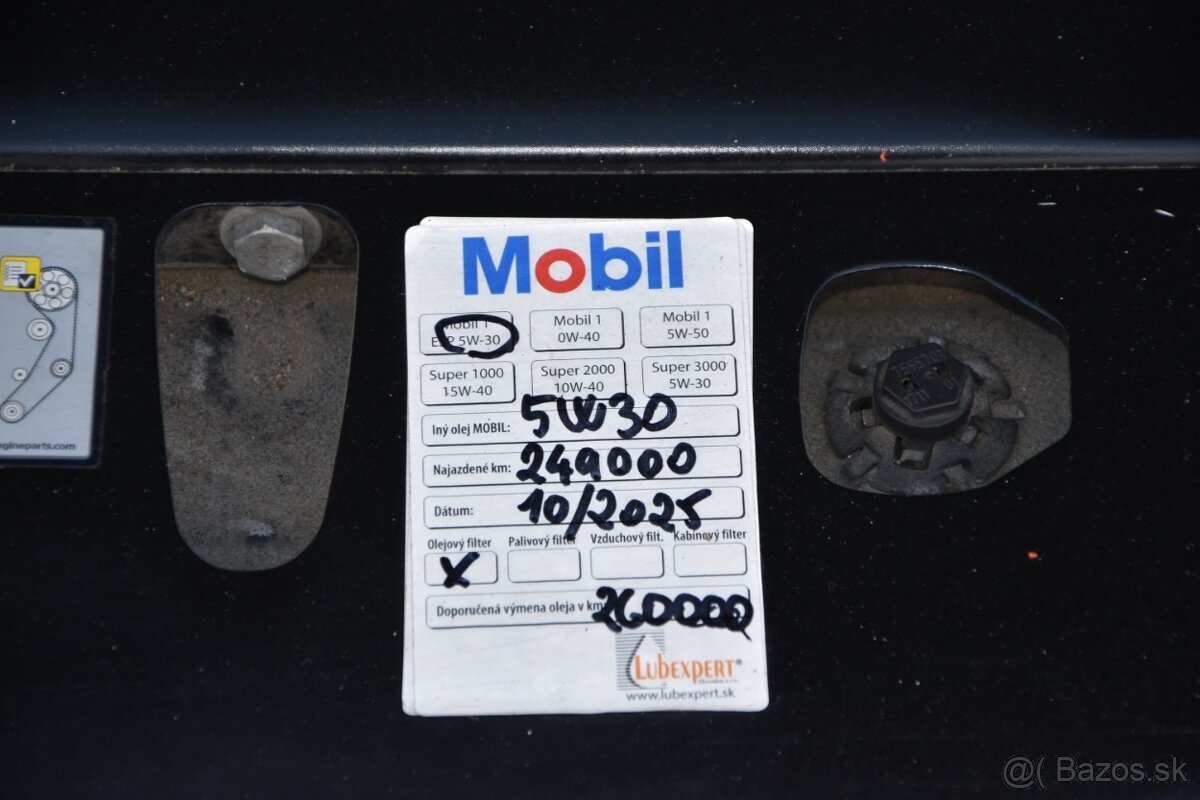 Mobil
Mobil 1 Mobil 1 Mobil 1
ESP 5W-30 0W-40 5W-50
Super 1000 Super 2000 Super 3000
15W-40 10W-40 5W-30
Iný olej MOBIL: 5W30
Najazdené km: 249000
Dátum: 10/2025
Olejový filter Palivový filter Vzduchový filt. Kabínový filter
X
Doporučená výmena oleja v km 260000
LUBEXPERT®
www.lubexpert.sk
gineparts.com
@( Bazos.sk